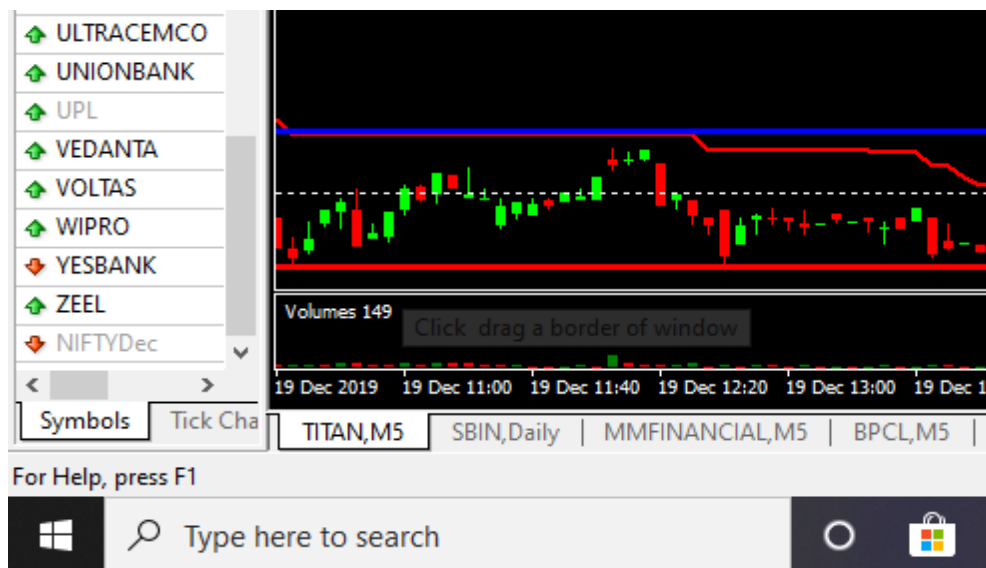 ULTRACEMCO
UNIONBANK
UPL
VEDANTA
VOLTAS
WIPRO
YESBANK
ZEEL
NIFTYDec
Symbols
Tick Cha
Volumes 149
Click drag a border of window
19 Dec 2019 19 Dec 11:00 19 Dec 11:40 19 Dec 12:20 19 Dec 13:00 19 Dec 1
TITAN,M5 SBIN,Daily | MMFINANCIAL,M5 | BPCL,M5 |
For Help, press F1
Type here to search